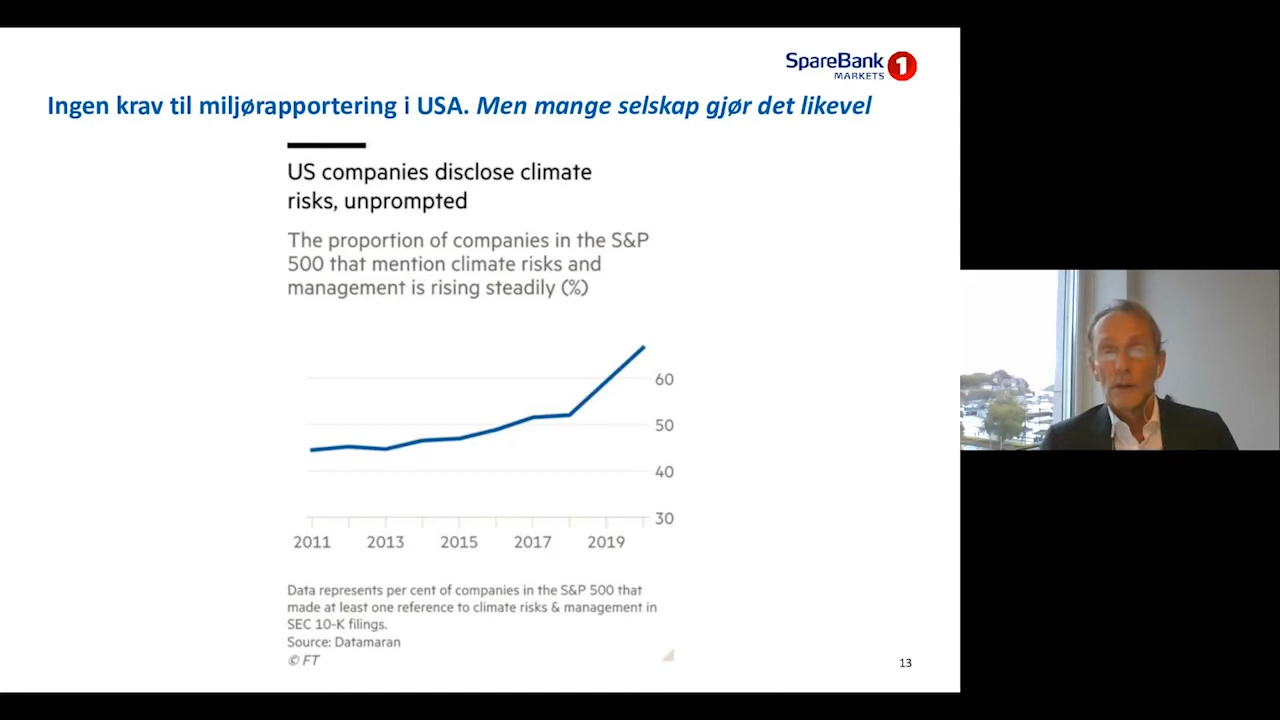 SpareBank 1
MARKETS
Ingen krav til miljørapportering i USA. Men mange selskap gjør det likevel
US companies disclose climate
risks, unprompted
The proportion of companies in the S&P
500 that mention climate risks and
management is rising steadily (%)
60
50
40
30
2011 2013 2015 2017 2019
Data represents per cent of companies in the S&P 500 that
made at least one reference to climate risks & management in
SEC 10-K filings.
Source: Datamaran
© FT
13